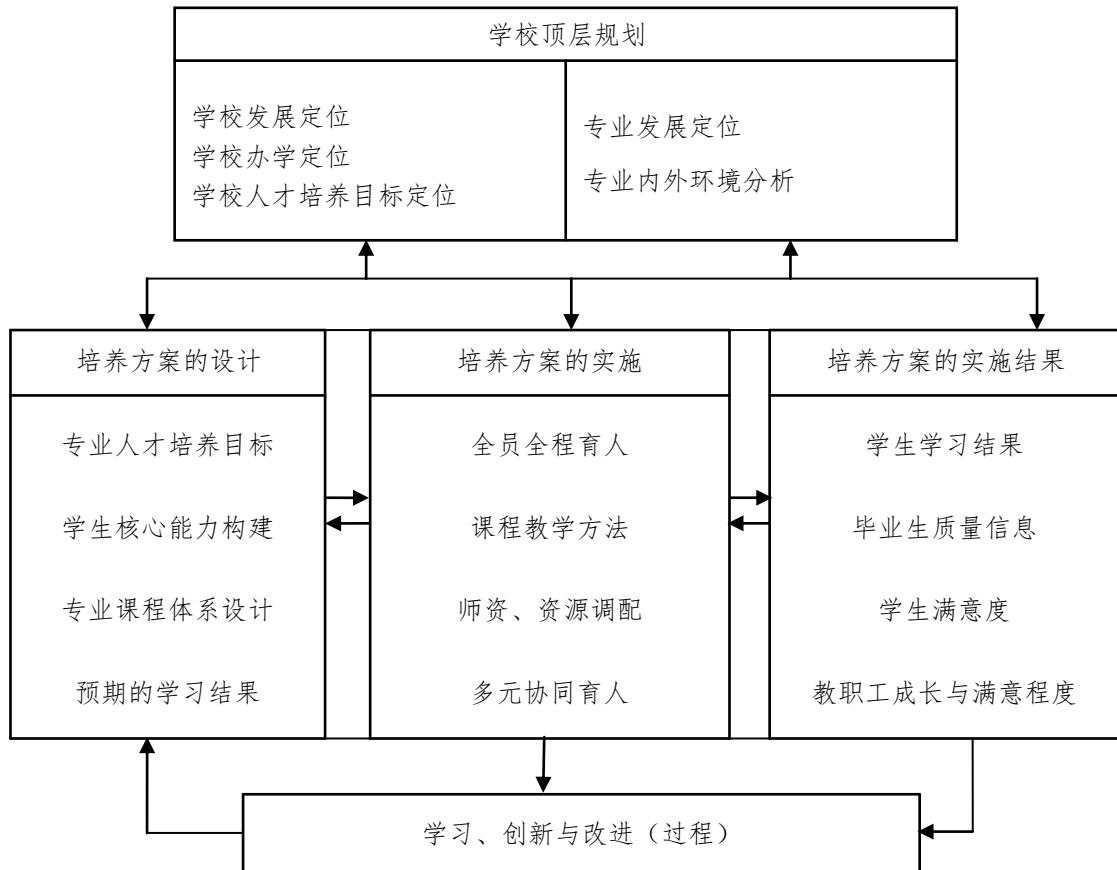 学校顶层规划
学校发展定位
学校办学定位
学校人才培养目标定位
专业发展定位
专业内外环境分析
培养方案的设计
专业人才培养目标
学生核心能力构建
专业课程体系设计
预期的学习结果
培养方案的实施
全员全程育人
课程教学方法
师资、资源调配
多元协同育人
培养方案的实施结果
学生学习结果
毕业生质量信息
学生满意度
教职工成长与满意程度
学习、创新与改进（过程）